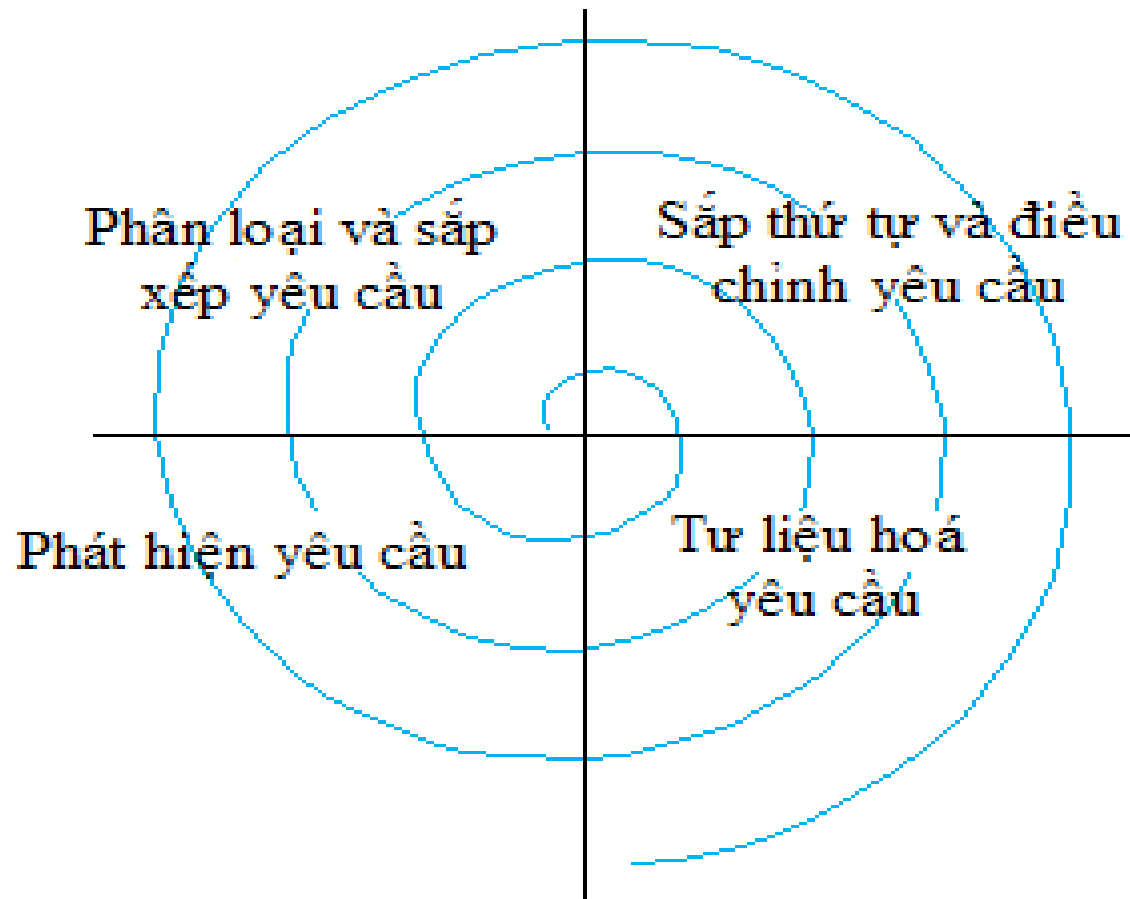 Phân loại và sắp
xếp yêu cầu
Sắp thứ tự và điều
chỉnh yêu cầu
Phát hiện yêu cầu
Tư liệu hoá
yêu cầu